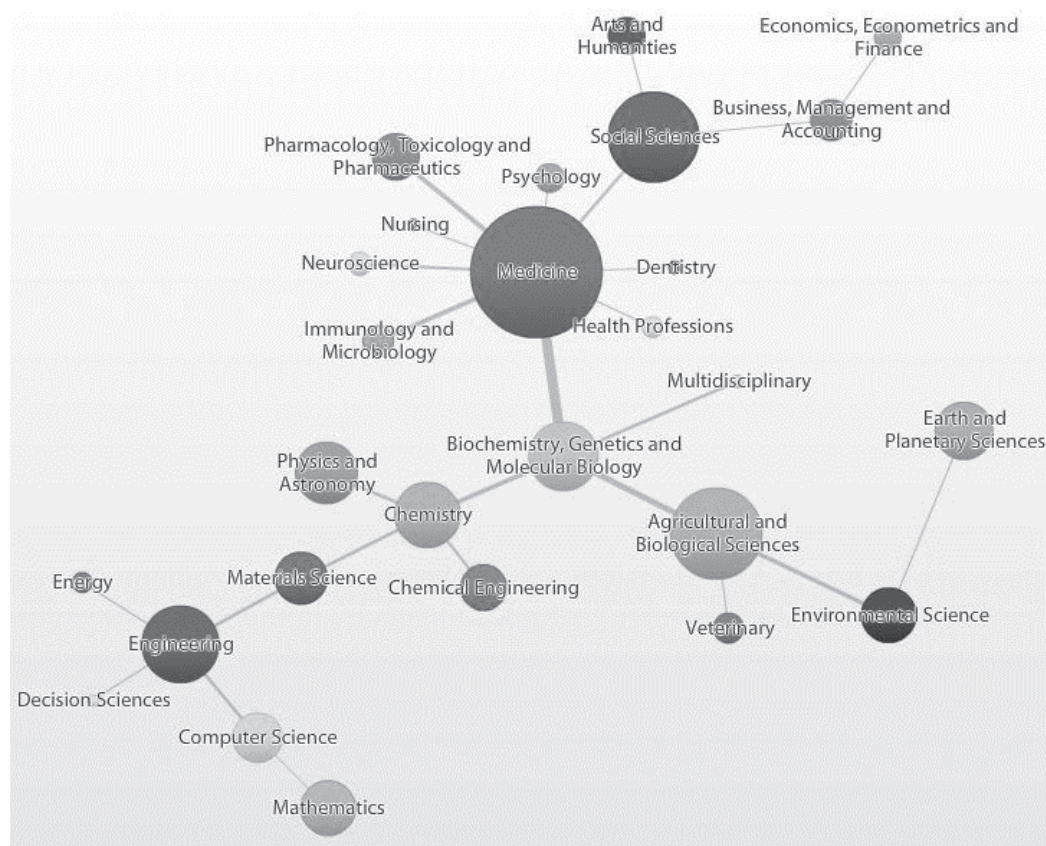 Arts and
Humanities
Economics, Econometrics and
Finance
Business, Management and
Accounting
Social Sciences
Pharmacology, Toxicology and
Pharmaceutics
Psychology
Nursing
Neuroscience
Medicine
Dentistry
Immunology and
Microbiology
Health Professions
Multidisciplinary
Earth and
Planetary Sciences
Biochemistry, Genetics and
Molecular Biology
Physics and
Astronomy
Chemistry
Agricultural and
Biological Sciences
Energy
Materials Science
Chemical Engineering
Environmental Science
Veterinary
Engineering
Decision Sciences
Computer Science
Mathematics